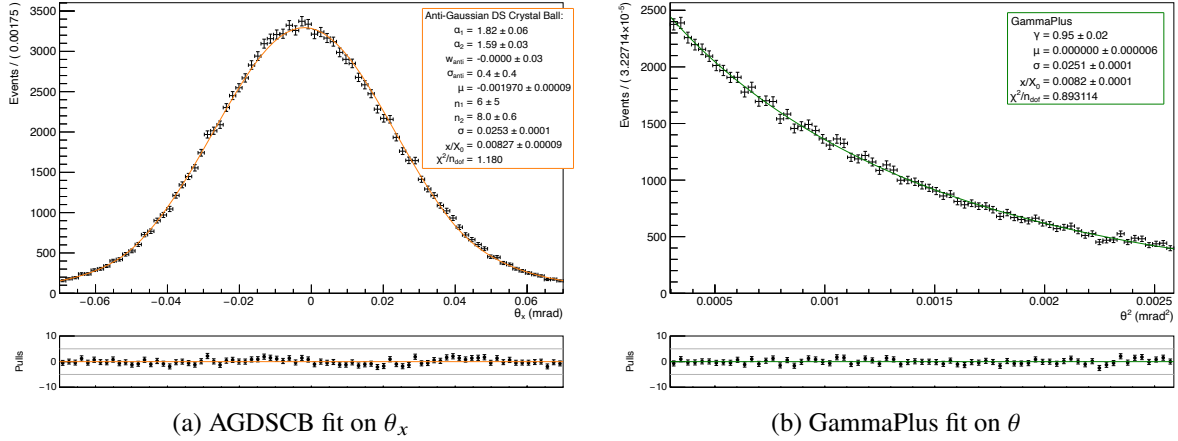 Events / ( 0.00175)
3500
3000
2500
2000
1500
1000
500
0
−0.06
−0.04
−0.02
0
0.02
0.04
0.06
θx (mrad)
Anti-Gaussian DS Crystal Ball:
α1 = 1.82 ± 0.06
α2 = 1.59 ± 0.03
wanti = -0.0000 ± 0.03
σanti = 0.4 ± 0.4
μ = -0.001970 ± 0.00009
n1 = 6 ± 5
n2 = 8.0 ± 0.6
σ = 0.0253 ± 0.0001
x/X0 = 0.00827 ± 0.00009
χ2/ndof = 1.180
Pulls
10
0
−10
(a) AGDSCB fit on θx
Events / ( 3.22714×10-5)
2500
2000
1500
1000
500
0
0.0005
0.001
0.0015
0.002
0.0025
θ2 (mrad2)
GammaPlus
γ = 0.95 ± 0.02
μ = 0.000000 ± 0.000006
σ = 0.0251 ± 0.0001
x/X0 = 0.0082 ± 0.0001
χ2/ndof = 0.893114
Pulls
10
0
−10
(b) GammaPlus fit on θ